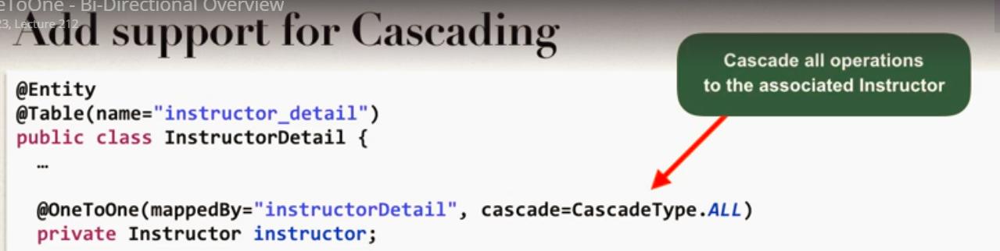 eToOne - Bi-Directional Overview
23, Lecture 212
Add support for Cascading
Cascade all operations
to the associated Instructor
@Entity
@Table(name="instructor_detail")
public class InstructorDetail {
…
@OneToOne(mappedBy="instructorDetail", cascade=CascadeType.ALL)
private Instructor instructor;